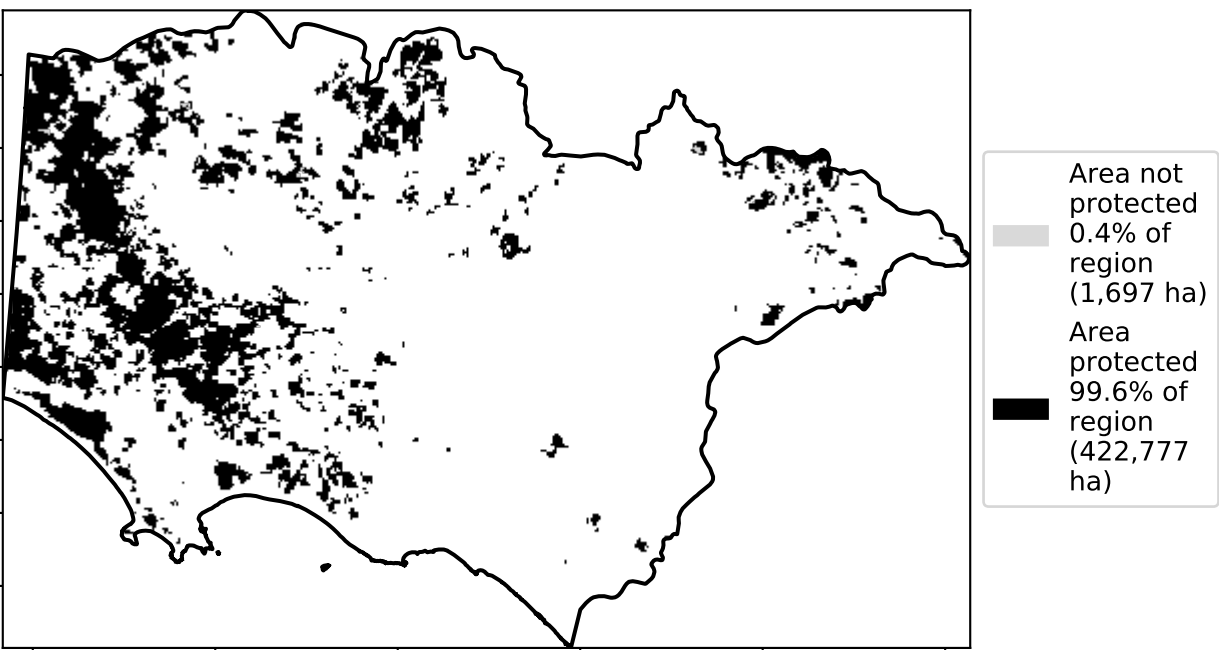 Area not
protected
0.4% of
region
(1,697 ha)
Area
protected
99.6% of
region
(422,777
ha)